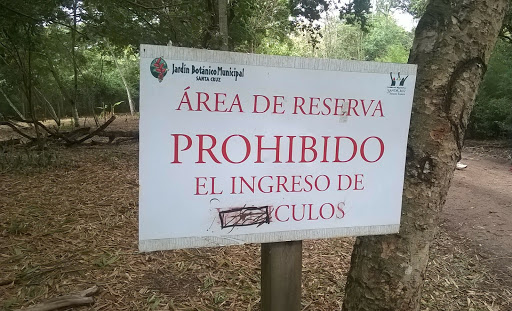 Jardín Botánico Municipal
SANTA CRUZ
ÁREA DE RESERVA
PROHIBIDO
EL INGRESO DE
CULOS